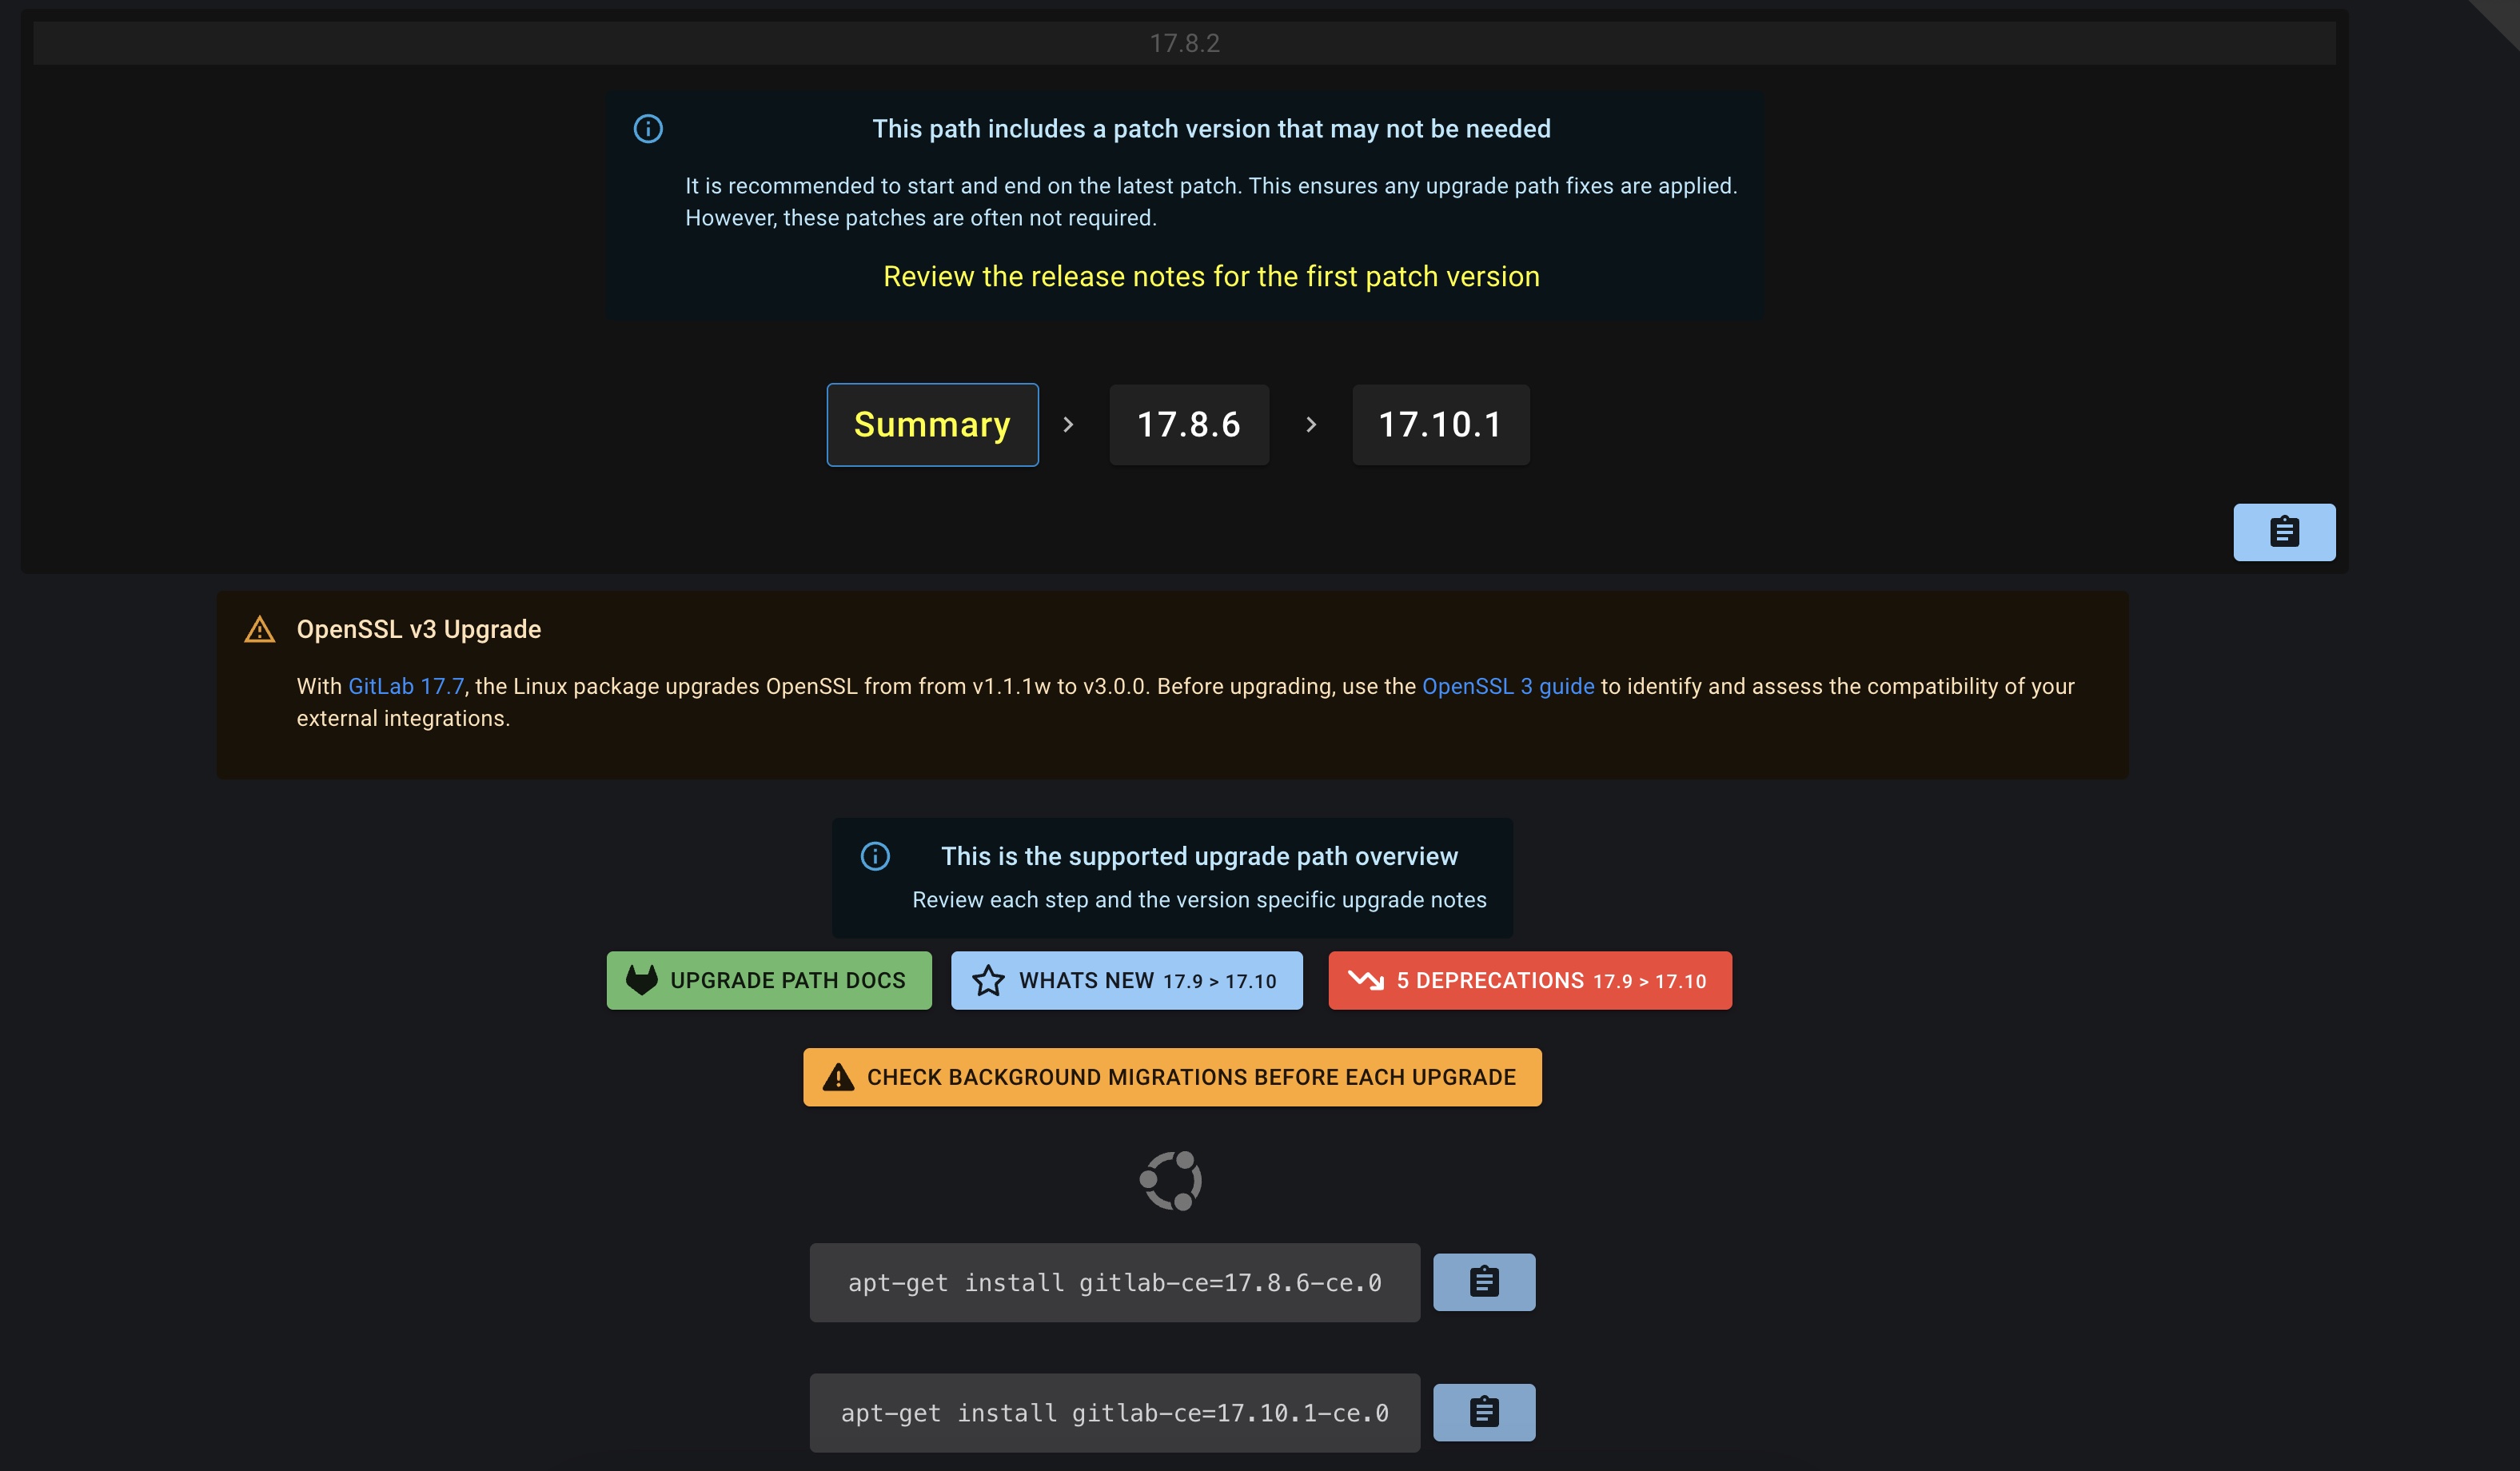 17.8.2
This path includes a patch version that may not be needed
It is recommended to start and end on the latest patch. This ensures any upgrade path fixes are applied.
However, these patches are often not required.
Review the release notes for the first patch version
Summary > 17.8.6 > 17.10.1
OpenSSL v3 Upgrade
With GitLab 17.7, the Linux package upgrades OpenSSL from from v1.1.1w to v3.0.0. Before upgrading, use the OpenSSL 3 guide to identify and assess the compatibility of your
external integrations.
This is the supported upgrade path overview
Review each step and the version specific upgrade notes
UPGRADE PATH DOCS WHATS NEW 17.9 > 17.10 5 DEPRECATIONS 17.9 > 17.10
CHECK BACKGROUND MIGRATIONS BEFORE EACH UPGRADE
apt-get install gitlab-ce=17.8.6-ce.0
apt-get install gitlab-ce=17.10.1-ce.0